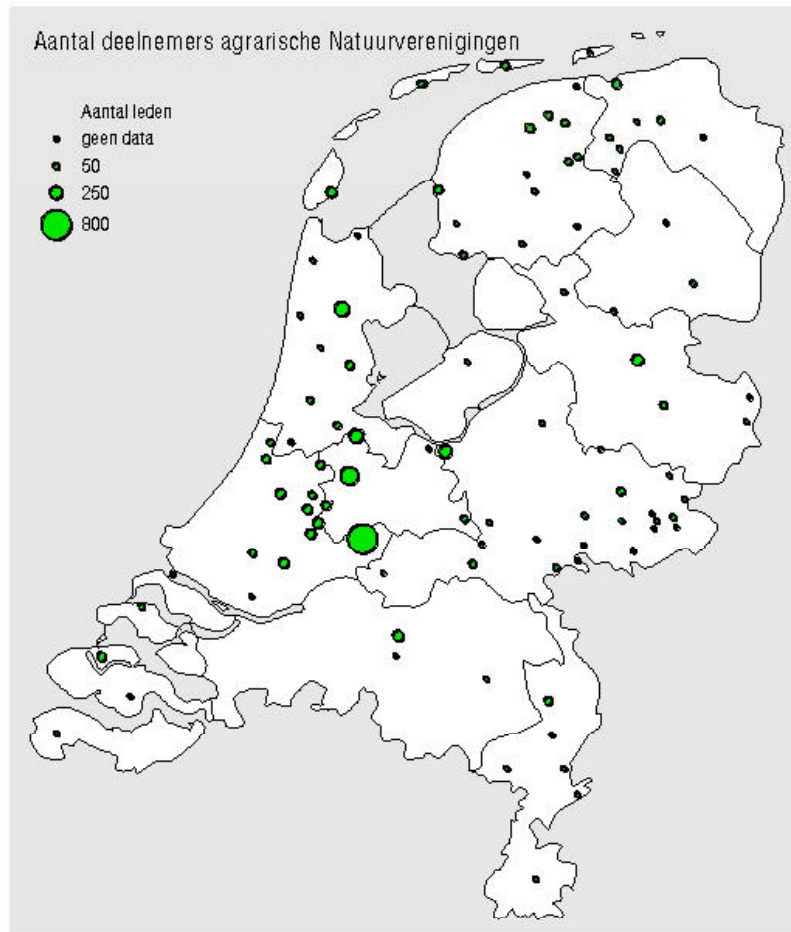 Aantal deelnemers agrarische Natuurverenigingen
Aantal leden
geen data
50
250
800